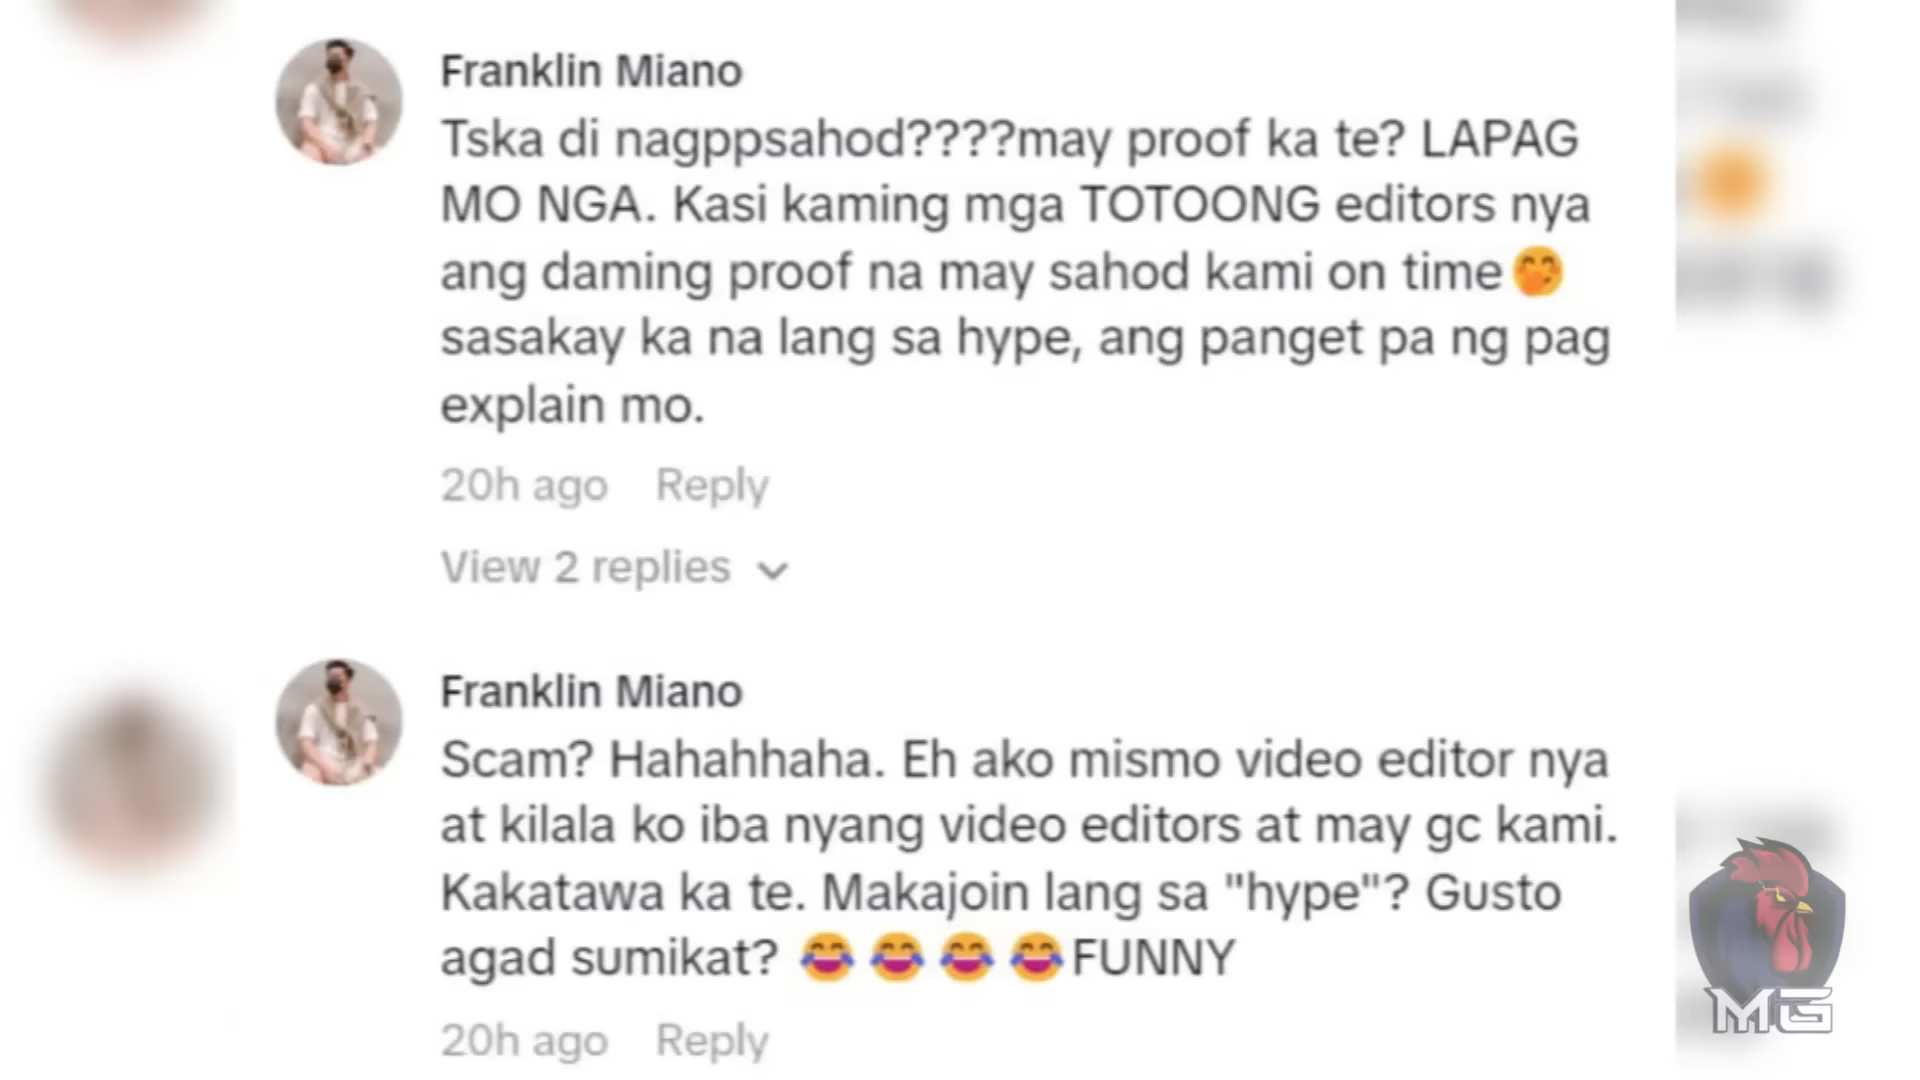 Franklin Miano
Tska di nagppsahod????may proof ka te? LAPAG
MO NGA. Kasi kaming mga TOTOONG editors nya
ang daming proof na may sahod kami on time🤭
sasakay ka na lang sa hype, ang panget pa ng pag
explain mo.
20h ago Reply
View 2 replies
Franklin Miano
Scam? Hahahhaha. Eh ako mismo video editor nya
at kilala ko iba nyang video editors at may gc kami.
Kakatawa ka te. Makajoin lang sa "hype"? Gusto
agad sumikat? 😂😂😂😂FUNNY
20h ago Reply
MG